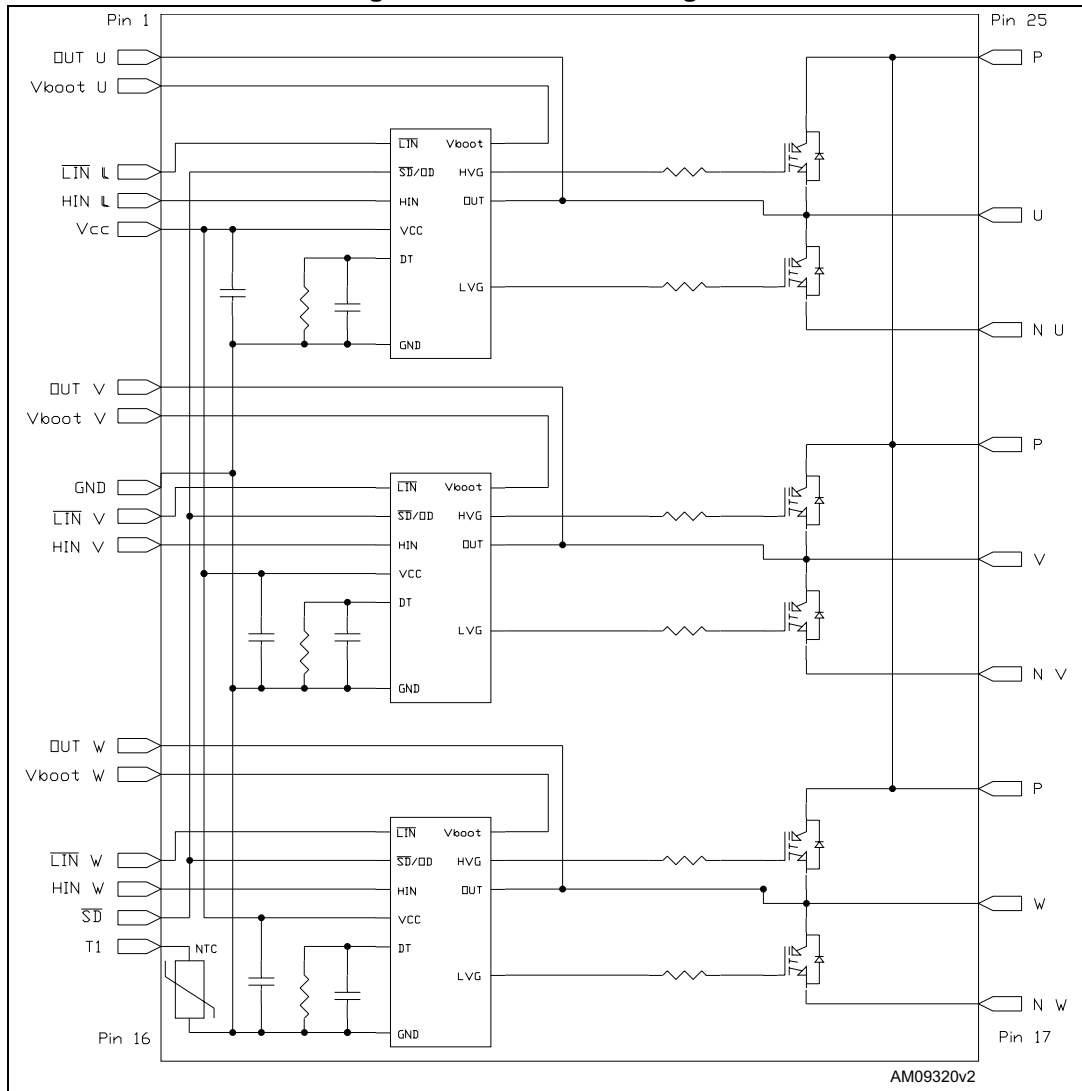 Pin 1
Pin 25
OUT U
P
Vboot U
LIN
Vboot
LIN U
SD/OD
HVG
HIN U
HIN
OUT
U
Vcc
VCC
DT
LVG
GND
N U
OUT V
Vboot V
P
GND
LIN
Vboot
LIN V
SD/OD
HVG
HIN V
HIN
OUT
V
VCC
DT
LVG
GND
N V
OUT W
Vboot W
P
LIN
Vboot
LIN W
SD/OD
HVG
HIN W
HIN
OUT
W
SD
VCC
T1
NTC
DT
LVG
N W
GND
Pin 16
Pin 17
AM09320v2